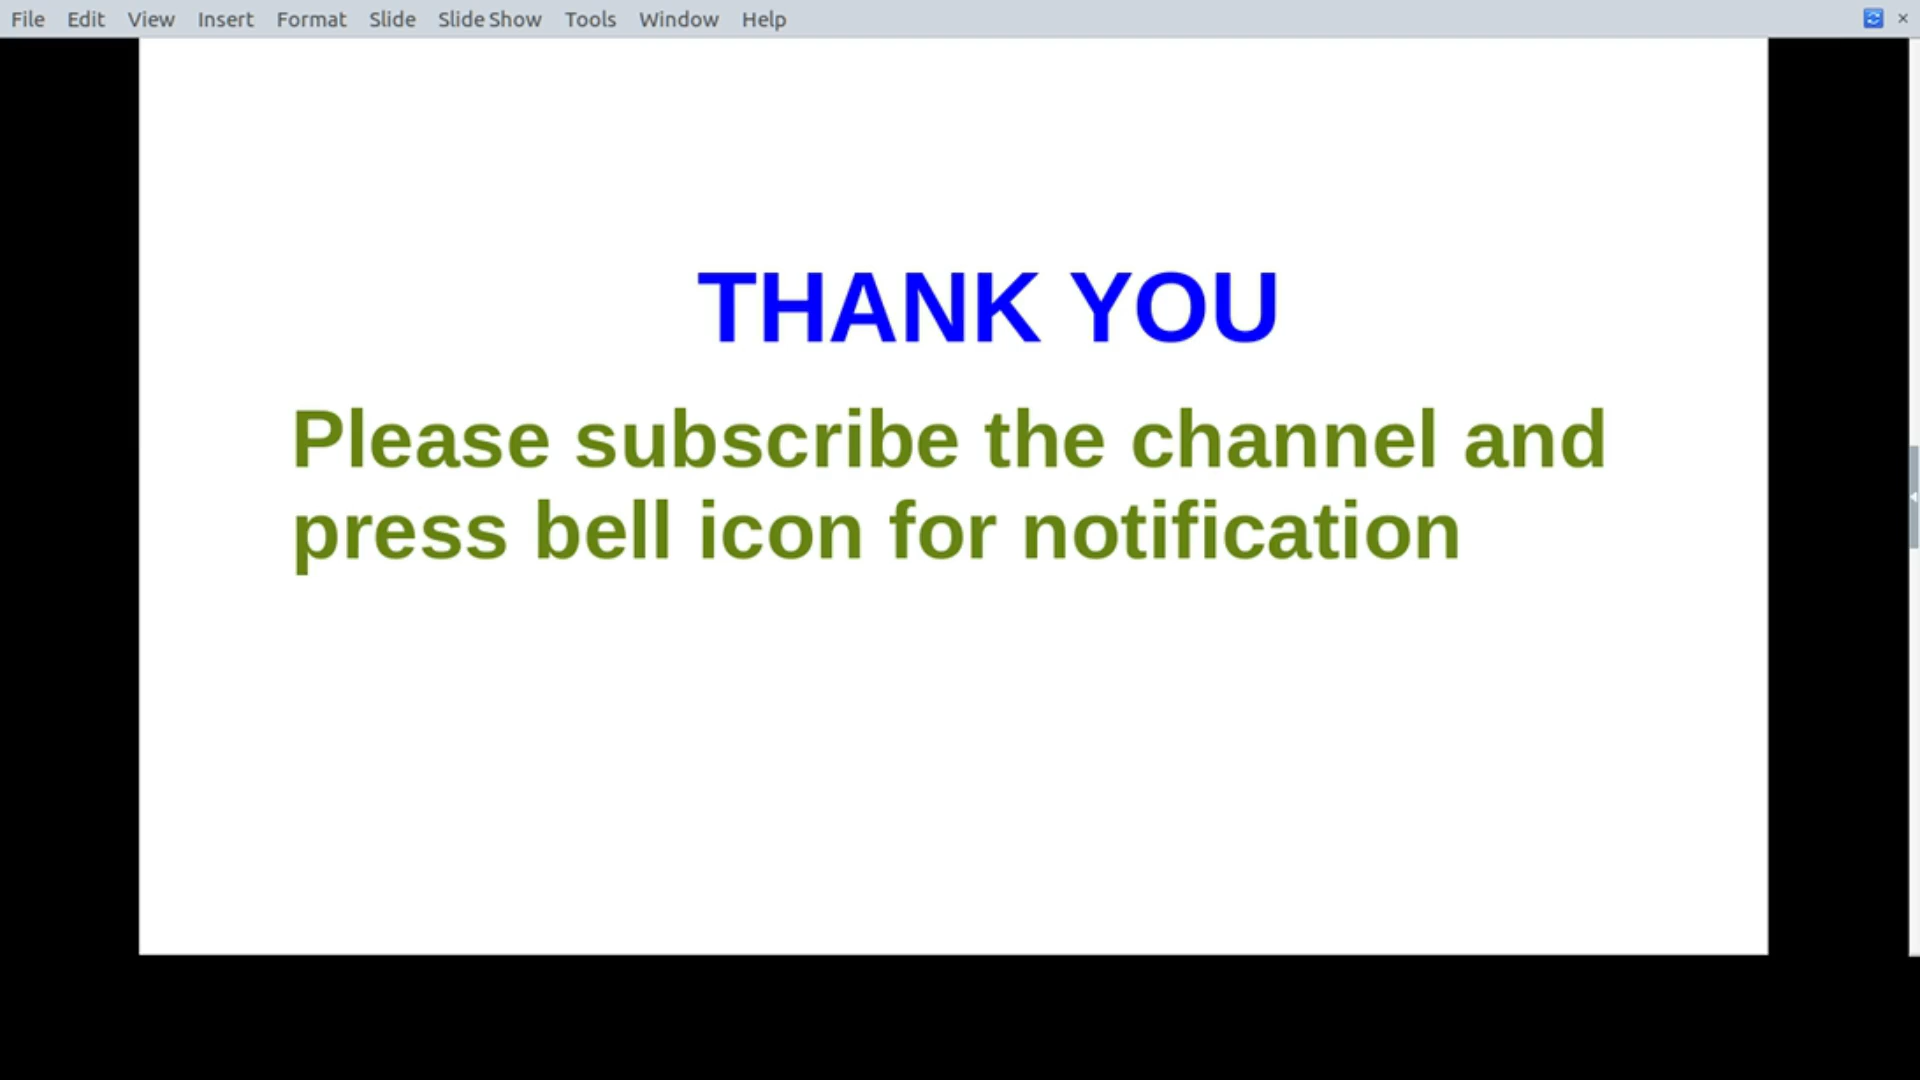 File Edit View Insert Format Slide Slide Show Tools Window Help
THANK YOU
Please subscribe the channel and
press bell icon for notification